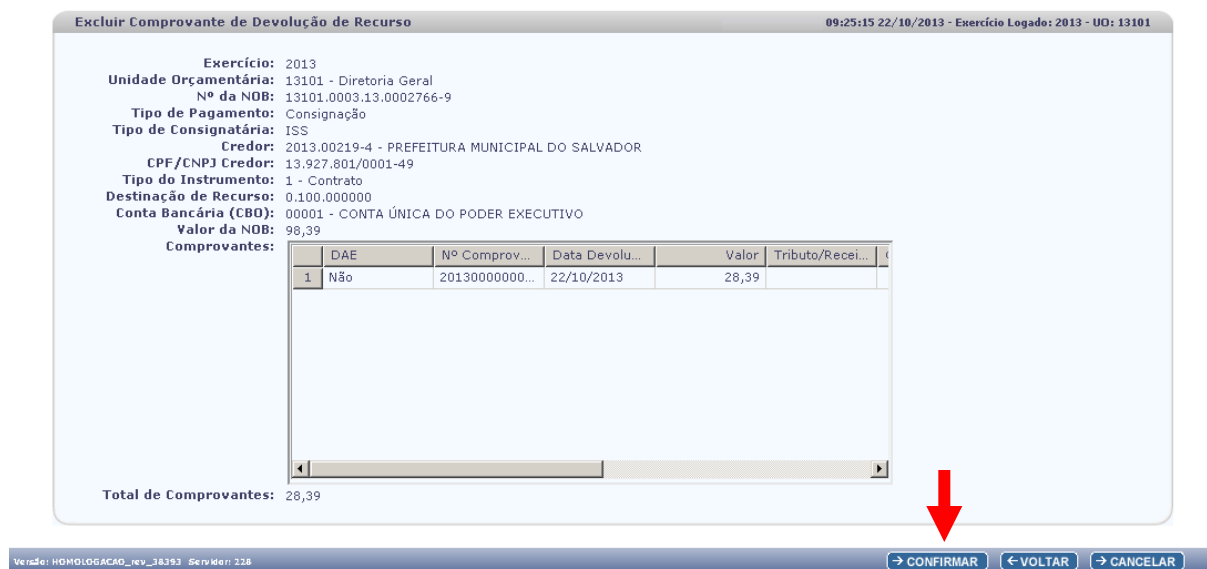 Excluir Comprovante de Devolução de Recurso 09:25:15 22/10/2013 - Exercício Logado: 2013 - UO: 13101
Exercício: 2013
Unidade Orçamentária: 13101 - Diretoria Geral
Nº da NOB: 13101.0003.13.0002766-9
Tipo de Pagamento: Consignação
Tipo de Consignatária: ISS
Credor: 2013.00219-4 - PREFEITURA MUNICIPAL DO SALVADOR
CPF/CNPJ Credor: 13.927.801/0001-49
Tipo do Instrumento: 1 - Contrato
Destinação de Recurso: 0.100.000000
Conta Bancária (CBO): 00001 - CONTA ÚNICA DO PODER EXECUTIVO
Valor da NOB: 98,39
Comprovantes:
DAE Nº Comprov... Data Devolu... Valor Tributo/Recei...
1 Não 20130000000... 22/10/2013 28,39
Total de Comprovantes: 28,39
Versão: HOMOLOGACAO_rev_38393 Servidor: 228 CONFIRMAR VOLTAR CANCELAR